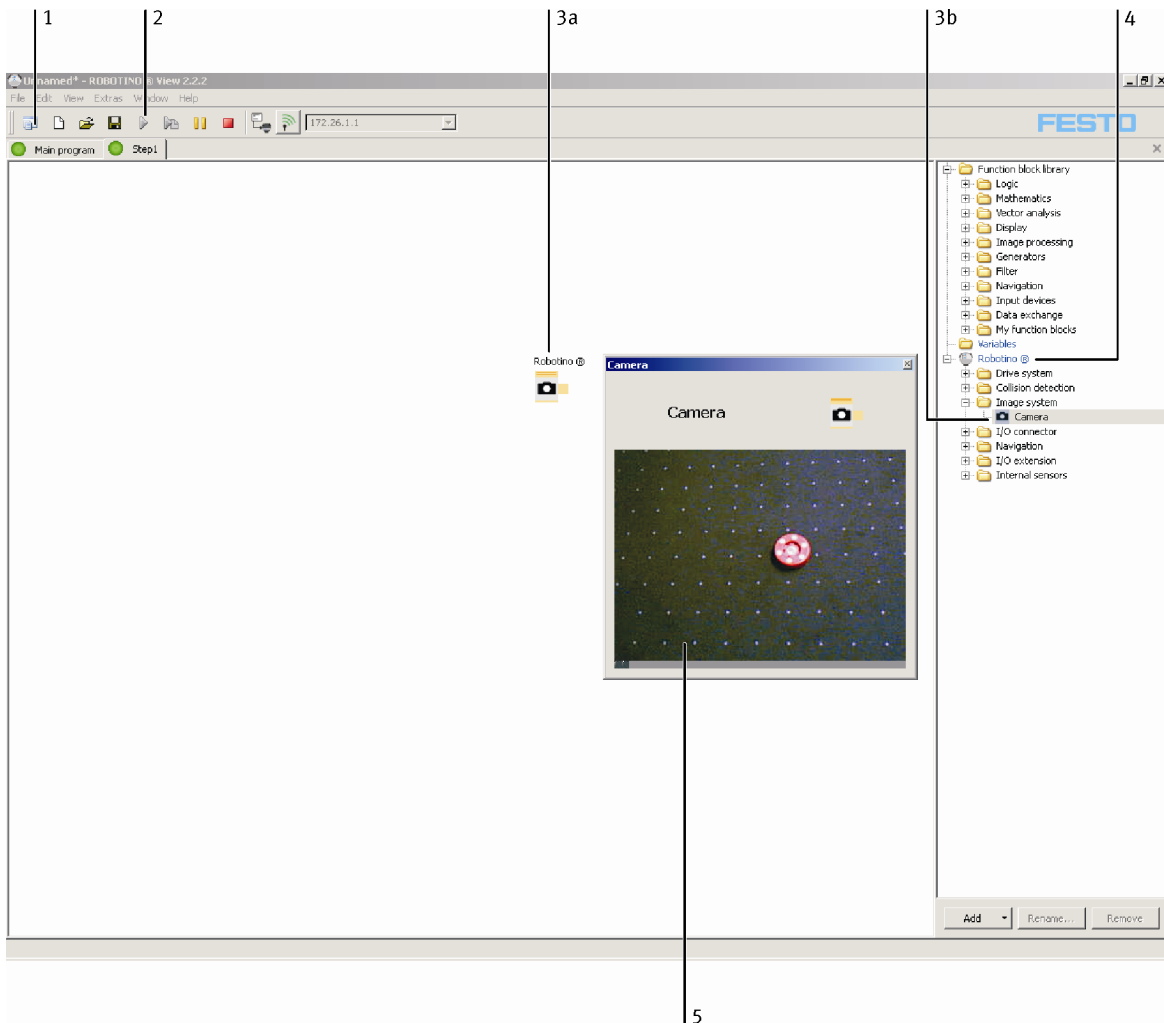 1 2 3a 3b 4
Unnamed* - ROBOTINO ® View 2.2.2
File Edit View Extras Window Help
172.26.1.1
FESTO
Main program Step1
Function block library
Logic
Mathematics
Vector analysis
Display
Image processing
Generators
Filter
Navigation
Input devices
Data exchange
My function blocks
Variables
Robotino ®
Drive system
Collision detection
Image system
Camera
I/O connector
Navigation
I/O extension
Internal sensors
Robotino ®
Camera
Camera
Add Rename... Remove
5